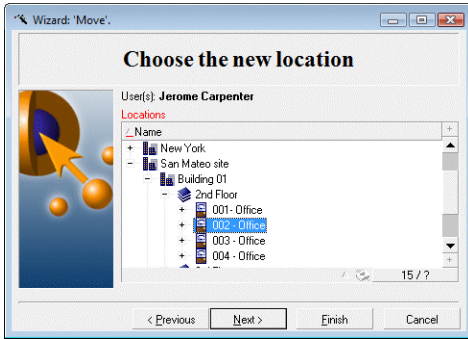 Wizard: 'Move'.
Choose the new location
User(s): Jerome Carpenter
Locations
Name
New York
San Mateo site
Building 01
2nd Floor
001- Office
002 - Office
003 - Office
004 - Office
15 / ?
< Previous
Next >
Finish
Cancel